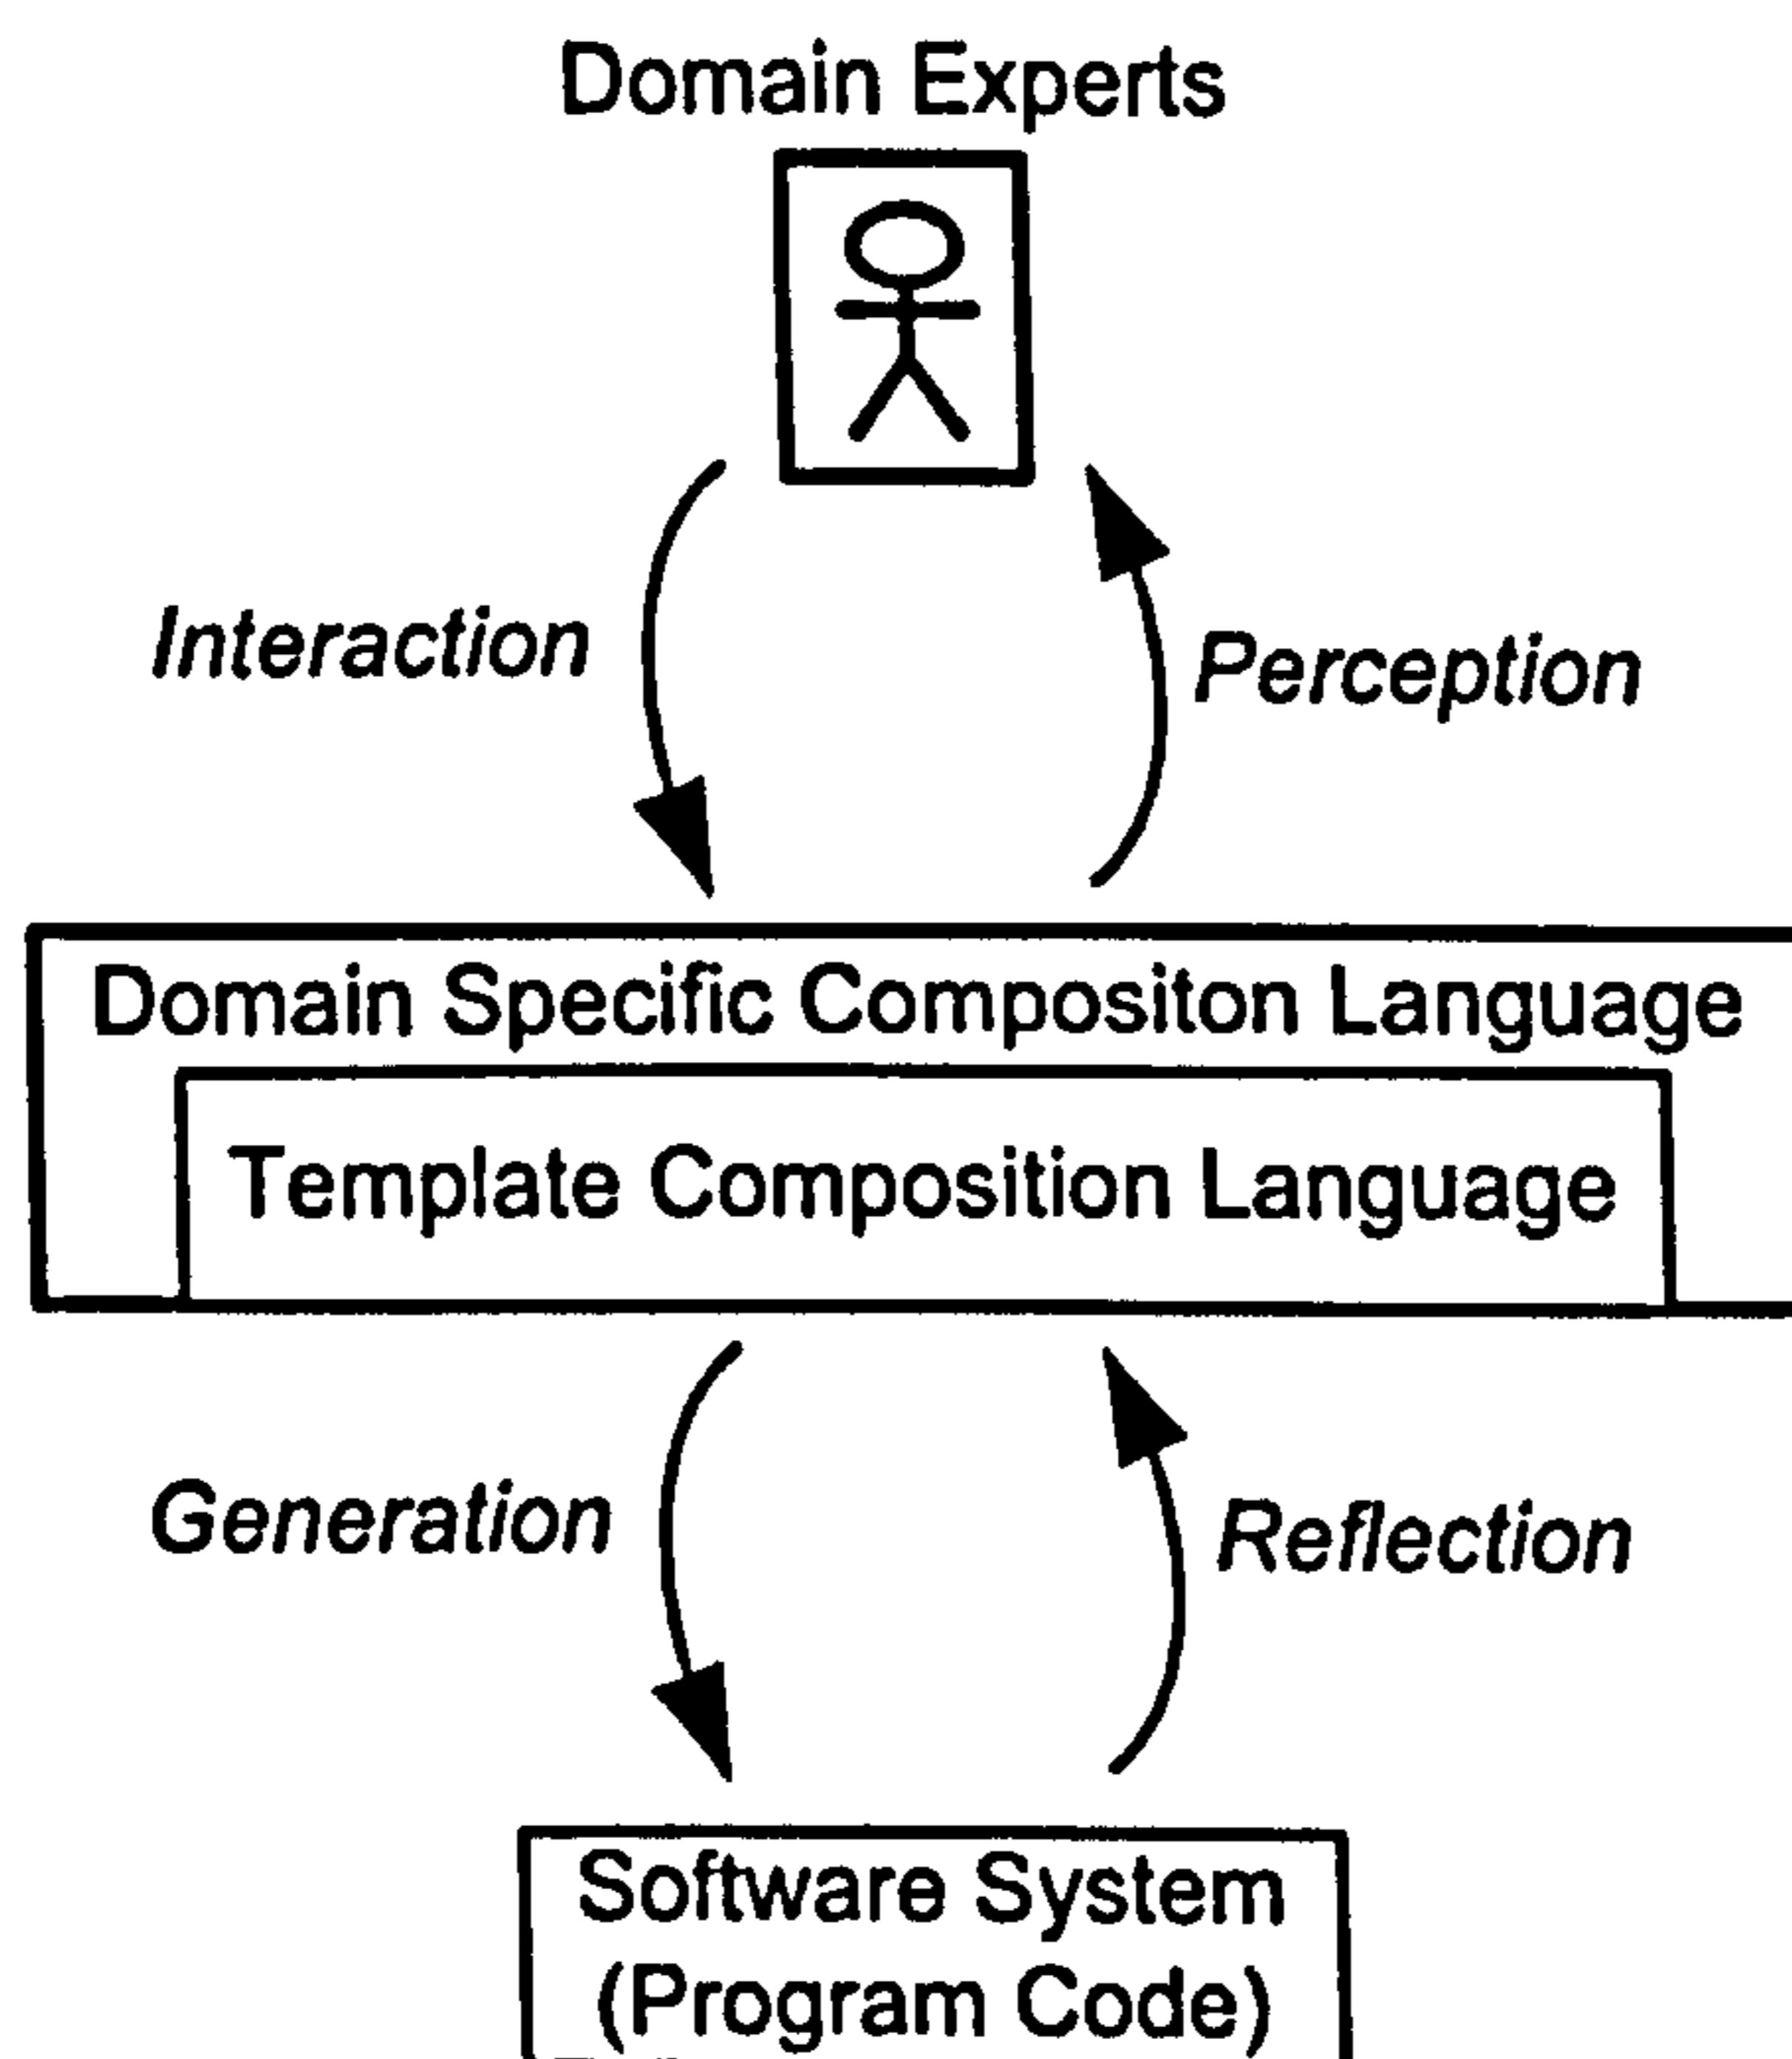 Domain Experts
Interaction
Perception
Domain Specific Compositon Language
Template Composition Language
Generation
Reflection
Software System
(Program Code)